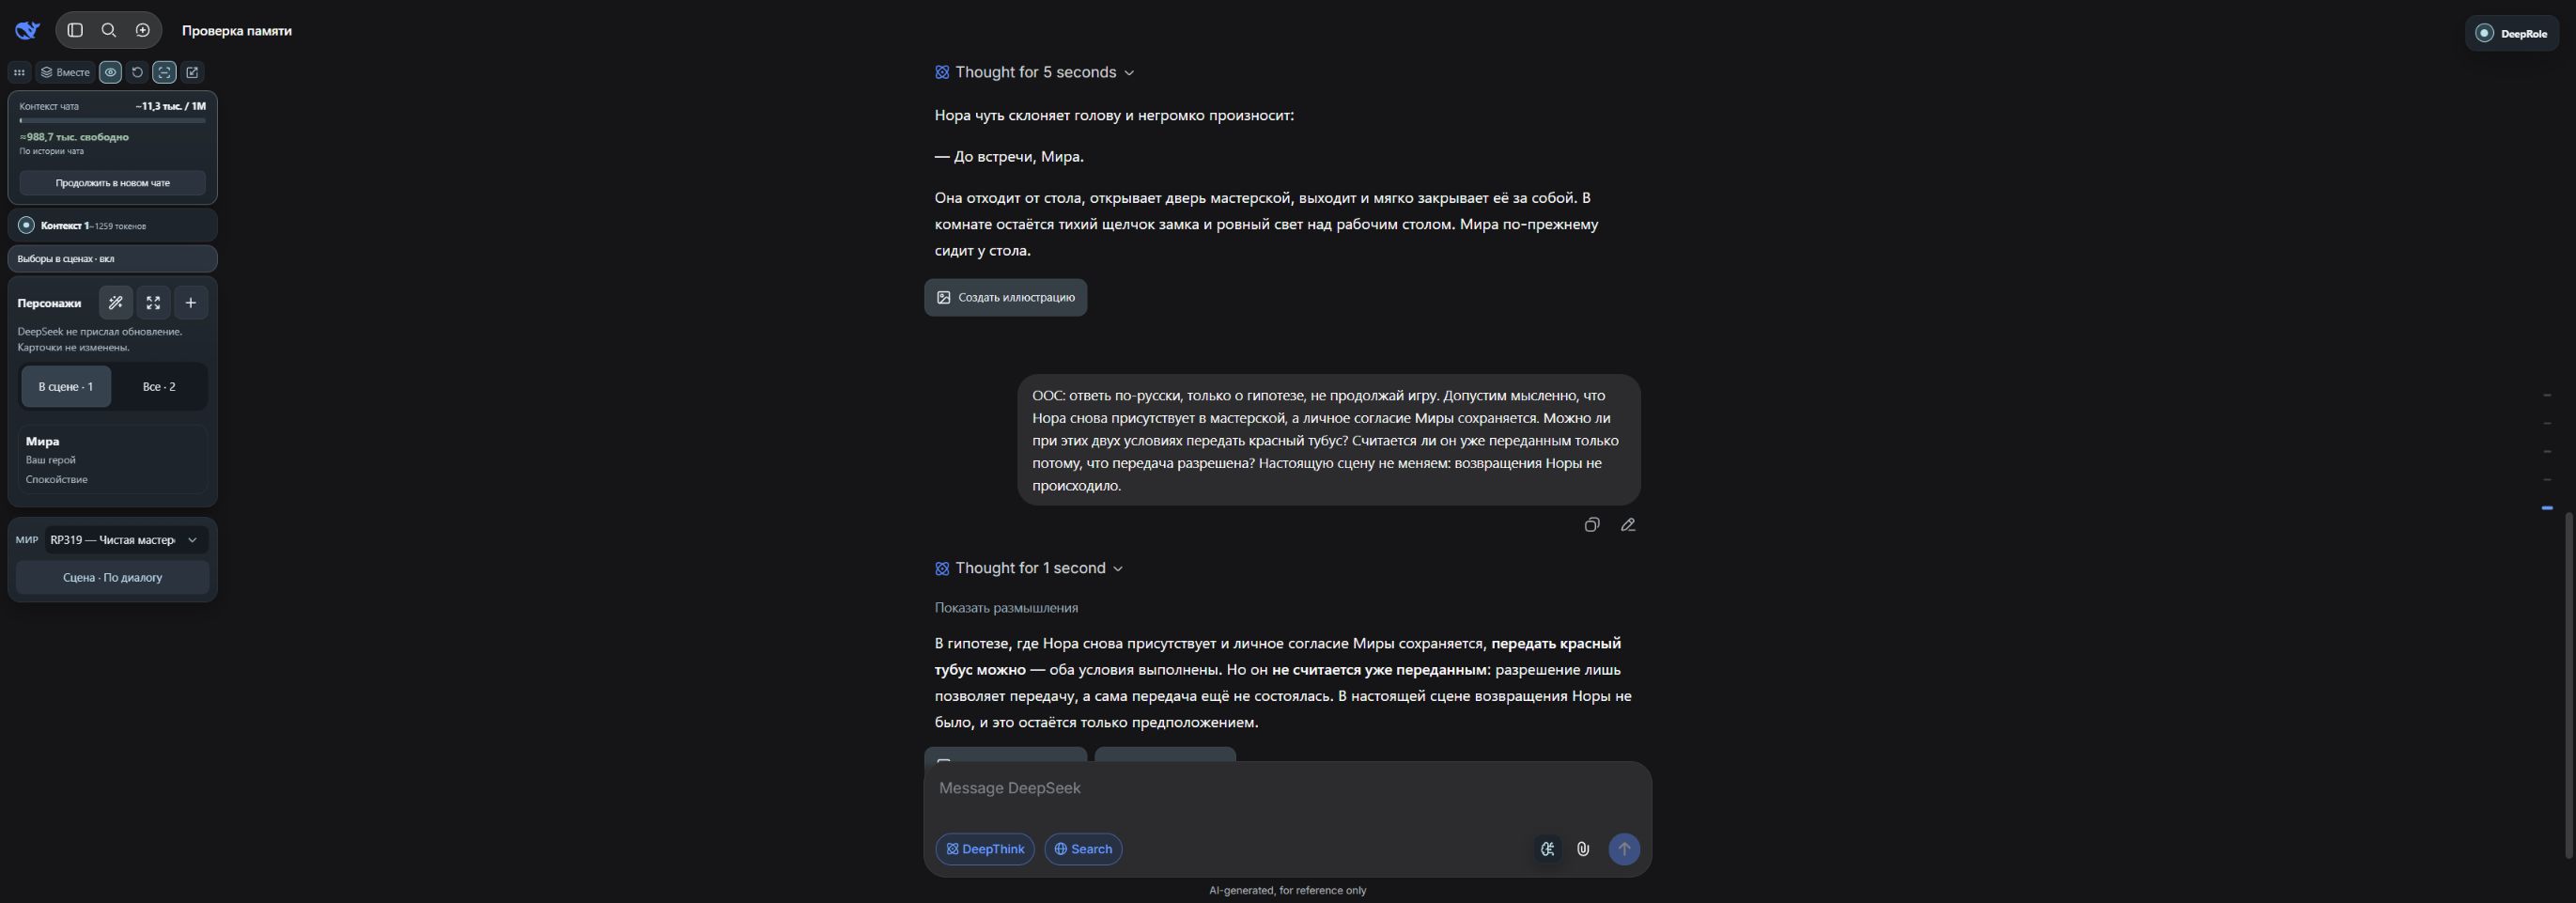 Проверка памяти
DeepRole
Вместе
Контекст чата ~11,3 тыс. / 1M
≈988,7 тыс. свободно
По истории чата
Продолжить в новом чате
Контекст 1 ~1259 токенов
Выборы в сценах · вкл
Персонажи
DeepSeek не прислал обновление.
Карточки не изменены.
В сцене · 1 Все · 2
Мира
Ваш герой
Спокойствие
МИР RP319 — Чистая мастер
Сцена · По диалогу
Thought for 5 seconds
Нора чуть склоняет голову и негромко произносит:
— До встречи, Мира.
Она отходит от стола, открывает дверь мастерской, выходит и мягко закрывает её за собой. В
комнате остаётся тихий щелчок замка и ровный свет над рабочим столом. Мира по-прежнему
сидит у стола.
Создать иллюстрацию
OOC: ответь по-русски, только о гипотезе, не продолжай игру. Допустим мысленно, что
Нора снова присутствует в мастерской, а личное согласие Миры сохраняется. Можно ли
при этих двух условиях передать красный тубус? Считается ли он уже переданным только
потому, что передача разрешена? Настоящую сцену не меняем: возвращения Норы не
происходило.
Thought for 1 second
Показать размышления
В гипотезе, где Нора снова присутствует и личное согласие Миры сохраняется, передать красный
тубус можно — оба условия выполнены. Но он не считается уже переданным: разрешение лишь
позволяет передачу, а сама передача ещё не состоялась. В настоящей сцене возвращения Норы не
было, и это остаётся только предположением.
Message DeepSeek
DeepThink Search
AI-generated, for reference only